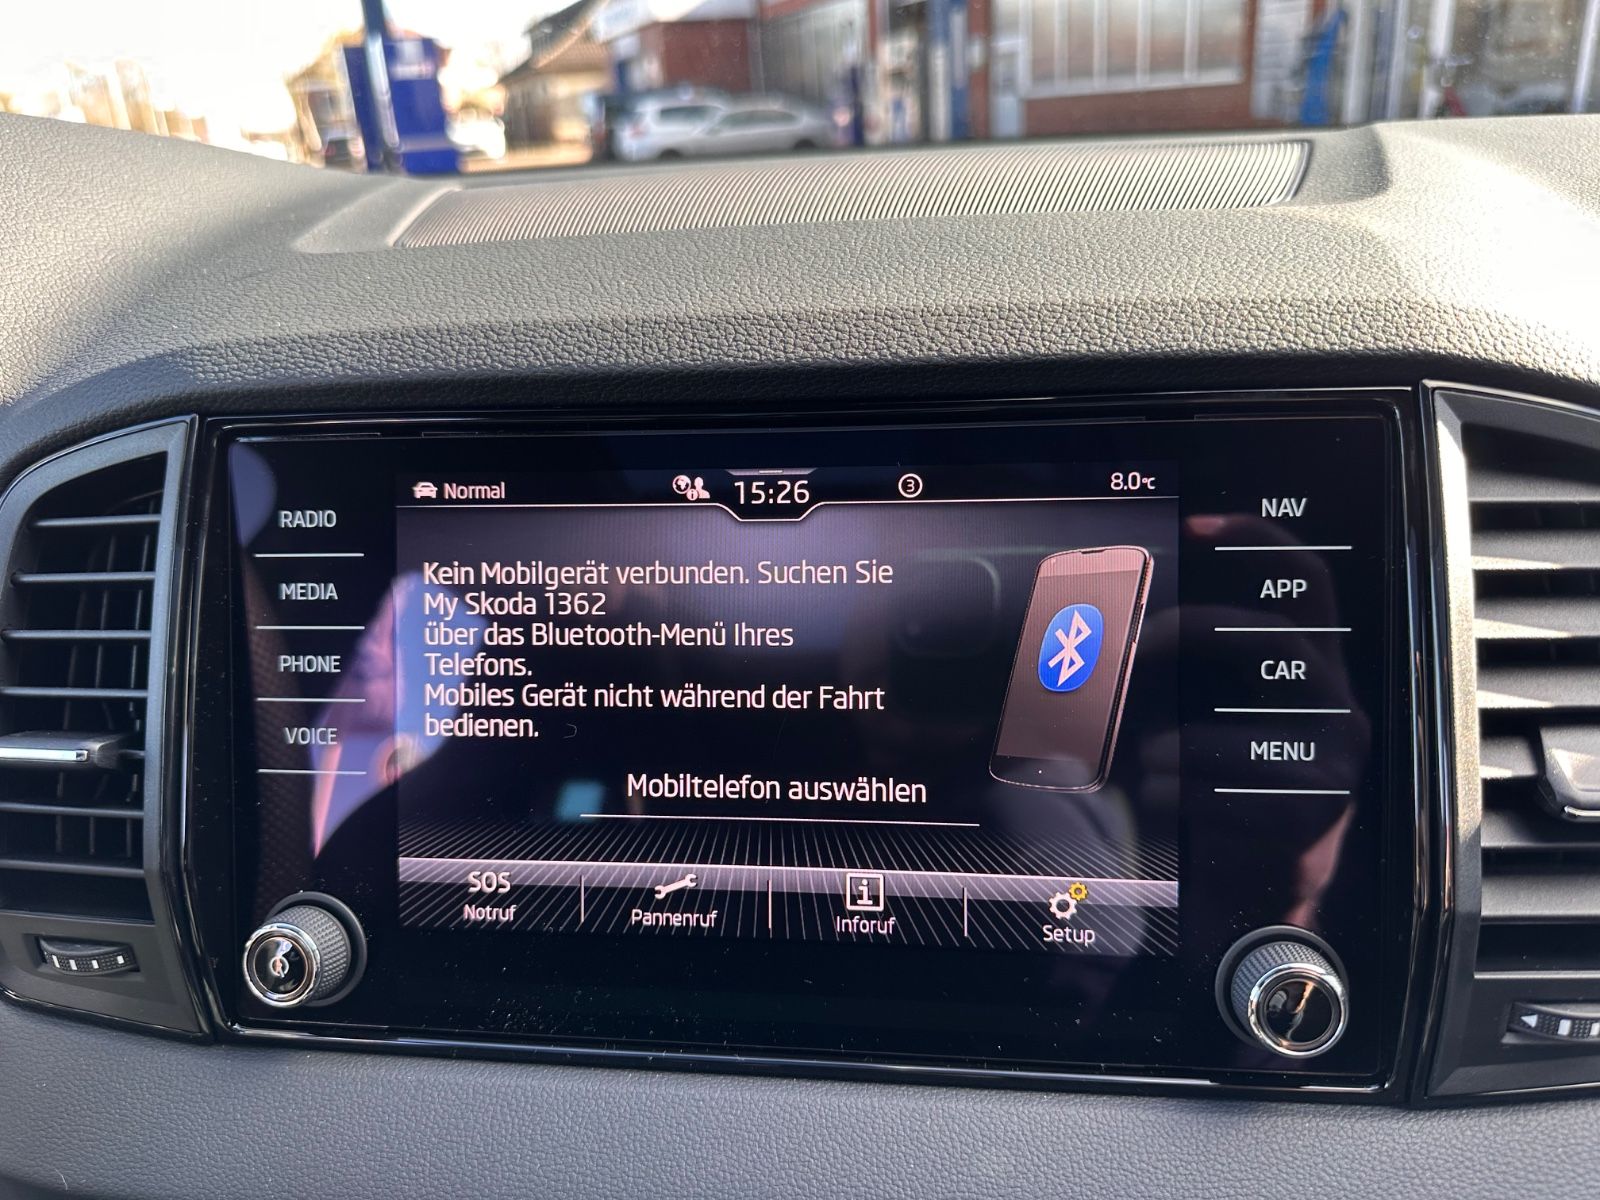 Normal
15:26
3
8.0°C
RADIO
MEDIA
PHONE
VOICE
Kein Mobilgerät verbunden. Suchen Sie
My Skoda 1362
über das Bluetooth-Menü Ihres
Telefons.
Mobiles Gerät nicht während der Fahrt
bedienen.
Mobiltelefon auswählen
SOS
Notruf
Pannenruf
Inforuf
Setup
NAV
APP
CAR
MENU